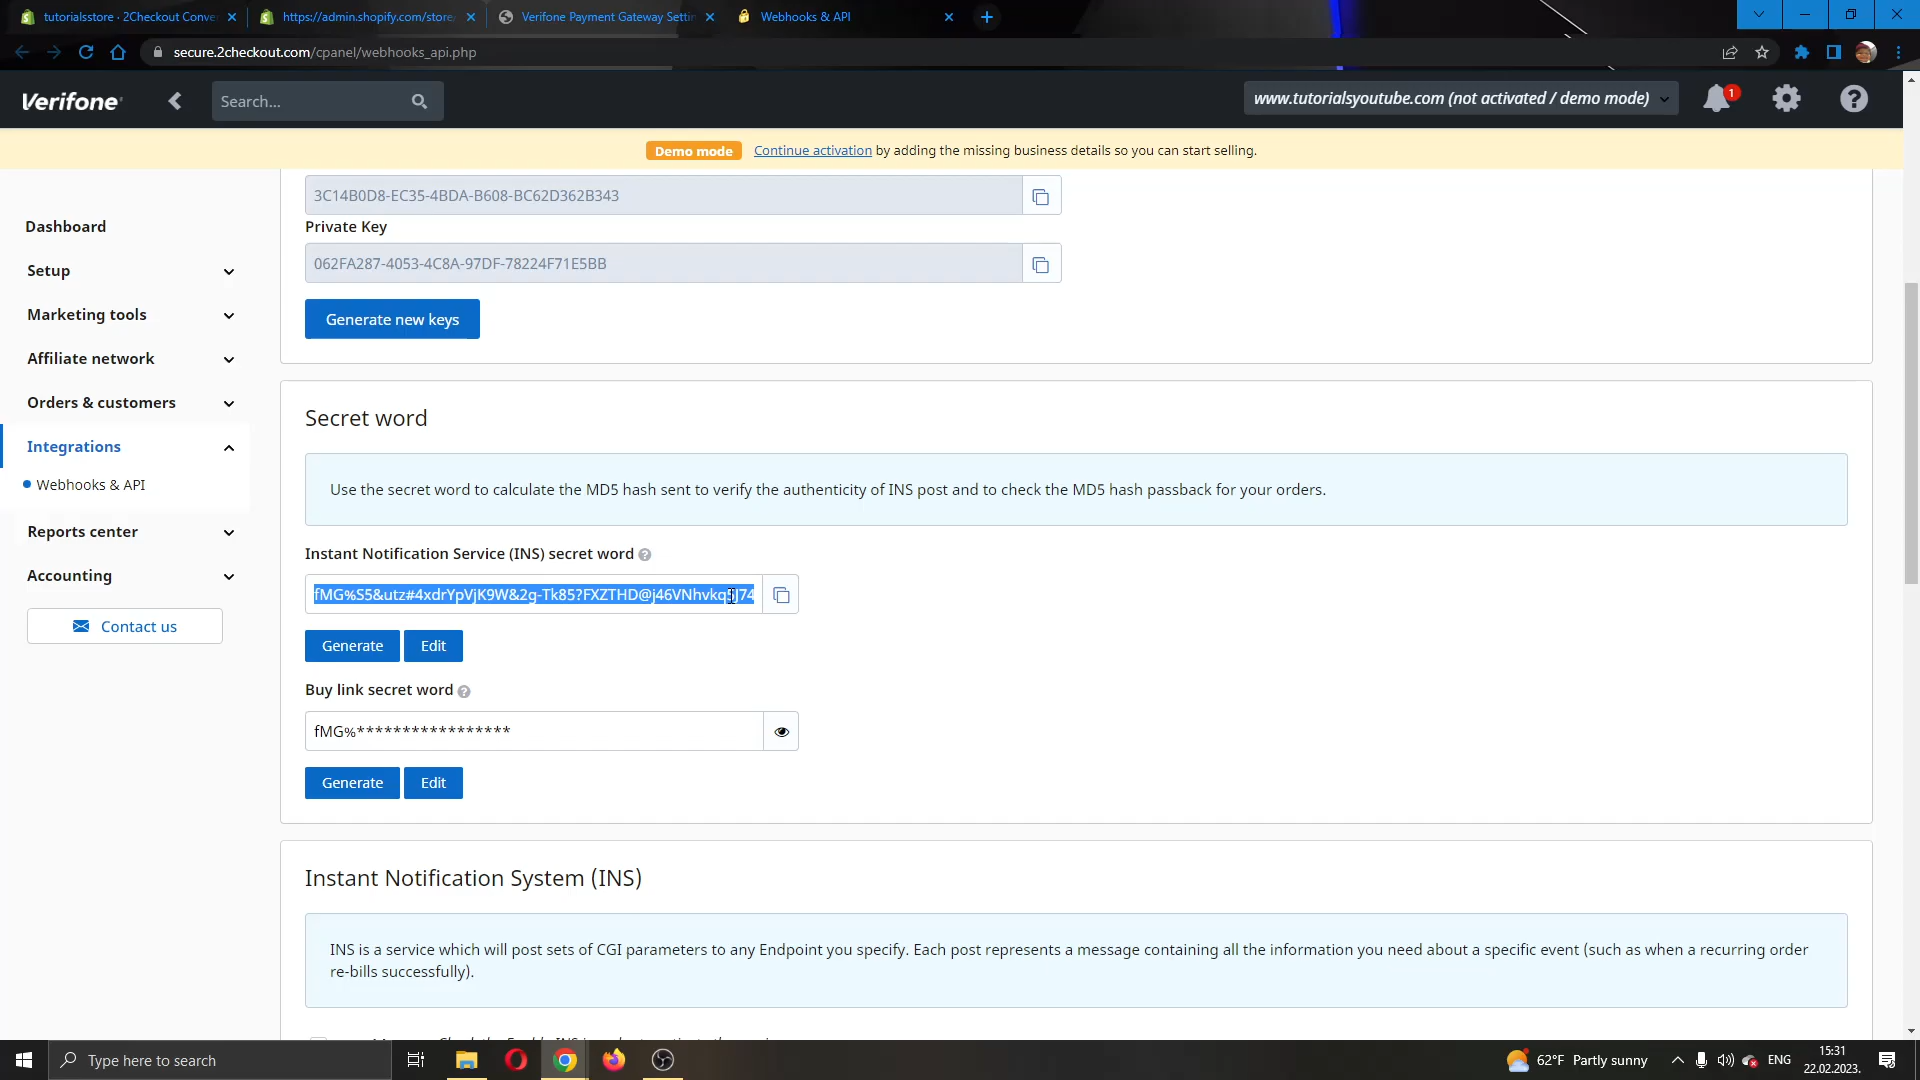 tutorialsstore · 2Checkout Conver
https://admin.shopify.com/store/
Verifone Payment Gateway Settin
Webhooks & API
secure.2checkout.com/cpanel/webhooks_api.php
Verifone
Search...
www.tutorialsyoutube.com (not activated / demo mode)
1
Demo mode
Continue activation by adding the missing business details so you can start selling.
3C14B0D8-EC35-4BDA-B608-BC62D362B343
Private Key
062FA287-4053-4C8A-97DF-78224F71E5BB
Generate new keys
Dashboard
Setup
Marketing tools
Affiliate network
Orders & customers
Integrations
Webhooks & API
Reports center
Accounting
Contact us
Secret word
Use the secret word to calculate the MD5 hash sent to verify the authenticity of INS post and to check the MD5 hash passback for your orders.
Instant Notification Service (INS) secret word
Generate Edit
Buy link secret word
fMG%*****************
Generate Edit
Instant Notification System (INS)
INS is a service which will post sets of CGI parameters to any Endpoint you specify. Each post represents a message containing all the information you need about a specific event (such as when a recurring order
re-bills successfully).
Type here to search
62°F Partly sunny
ENG
15:31
22.02.2023.